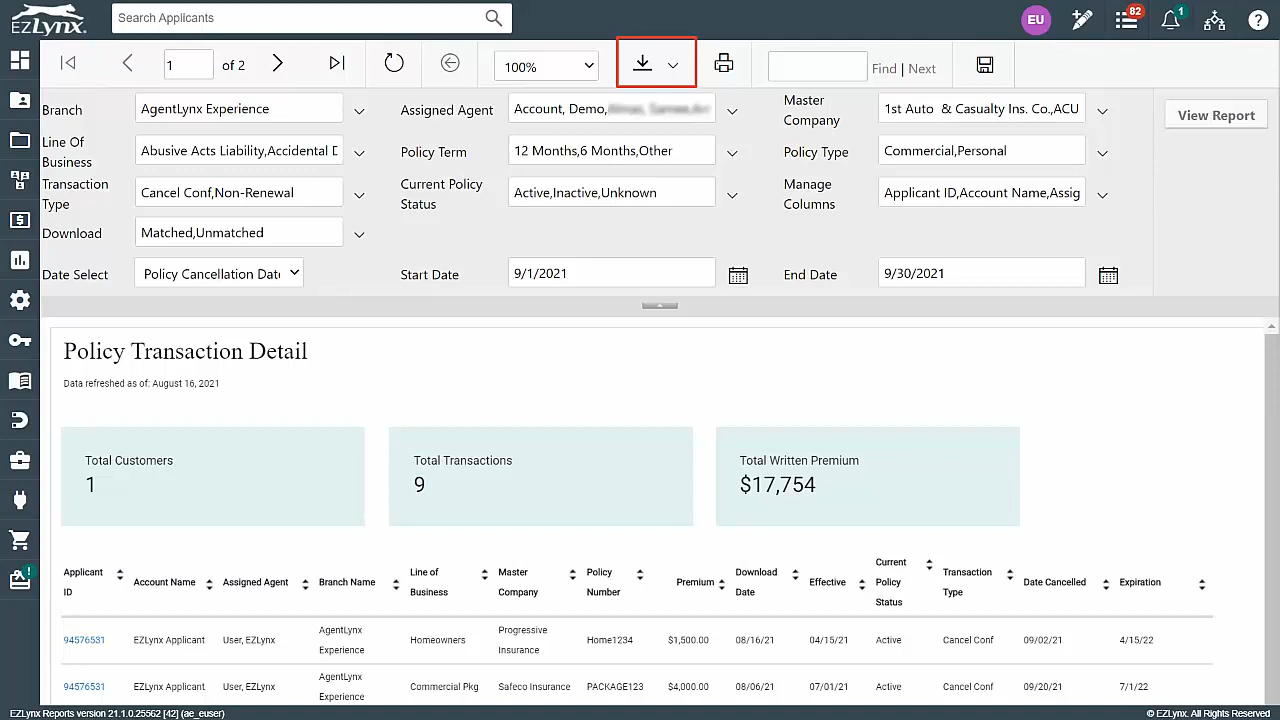 EZLynx.
Search Applicants
EU
82
1
?
1
of 2
100%
Find | Next
Branch
AgentLynx Experience
Assigned Agent
Account, Demo,
Master Company
1st Auto & Casualty Ins. Co.,ACU
View Report
Line Of Business
Abusive Acts Liability,Accidental D
Policy Term
12 Months,6 Months,Other
Policy Type
Commercial,Personal
Transaction Type
Cancel Conf,Non-Renewal
Current Policy Status
Active,Inactive,Unknown
Manage Columns
Applicant ID,Account Name,Assig
Download
Matched,Unmatched
Date Select
Policy Cancellation Date
Start Date
9/1/2021
End Date
9/30/2021
Policy Transaction Detail
Data refreshed as of: August 16, 2021
Total Customers
1
Total Transactions
9
Total Written Premium
$17,754
Applicant ID
Account Name
Assigned Agent
Branch Name
Line of Business
Master Company
Policy Number
Premium
Download Date
Effective
Current Policy Status
Transaction Type
Date Cancelled
Expiration
94576531
EZLynx Applicant
User, EZLynx
AgentLynx Experience
Homeowners
Progressive Insurance
Home1234
$1,500.00
08/16/21
04/15/21
Active
Cancel Conf
09/02/21
4/15/22
94576531
EZLynx Applicant
User, EZLynx
AgentLynx Experience
Commercial Pkg
Safeco Insurance
PACKAGE123
$4,000.00
08/06/21
07/01/21
Active
Cancel Conf
09/20/21
7/1/22
!
EZLynx Reports version 21.1.0.25562 [42] (ae_euser)
© EZLynx. All Rights Reserved